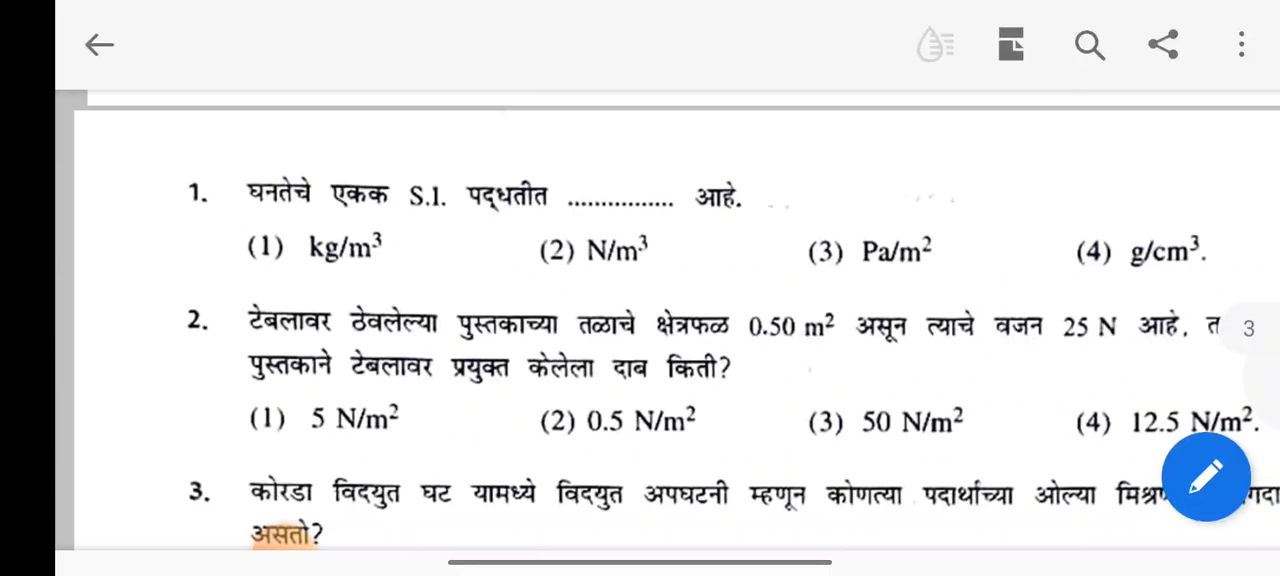 1. घनतेचे एकक S.I. पद्धतीत ................ आहे.
(1) kg/m³ (2) N/m³ (3) Pa/m² (4) g/cm³.
2. टेबलावर ठेवलेल्या पुस्तकाच्या तळाचे क्षेत्रफळ 0.50 m² असून त्याचे वजन 25 N आहे, त
3
पुस्तकाने टेबलावर प्रयुक्त केलेला दाब किती?
(1) 5 N/m² (2) 0.5 N/m² (3) 50 N/m² (4) 12.5 N/m².
3. कोरडा विद्युत घट यामध्ये विद्युत अपघटनी म्हणून कोणत्या पदार्थाच्या ओल्या
असतो?